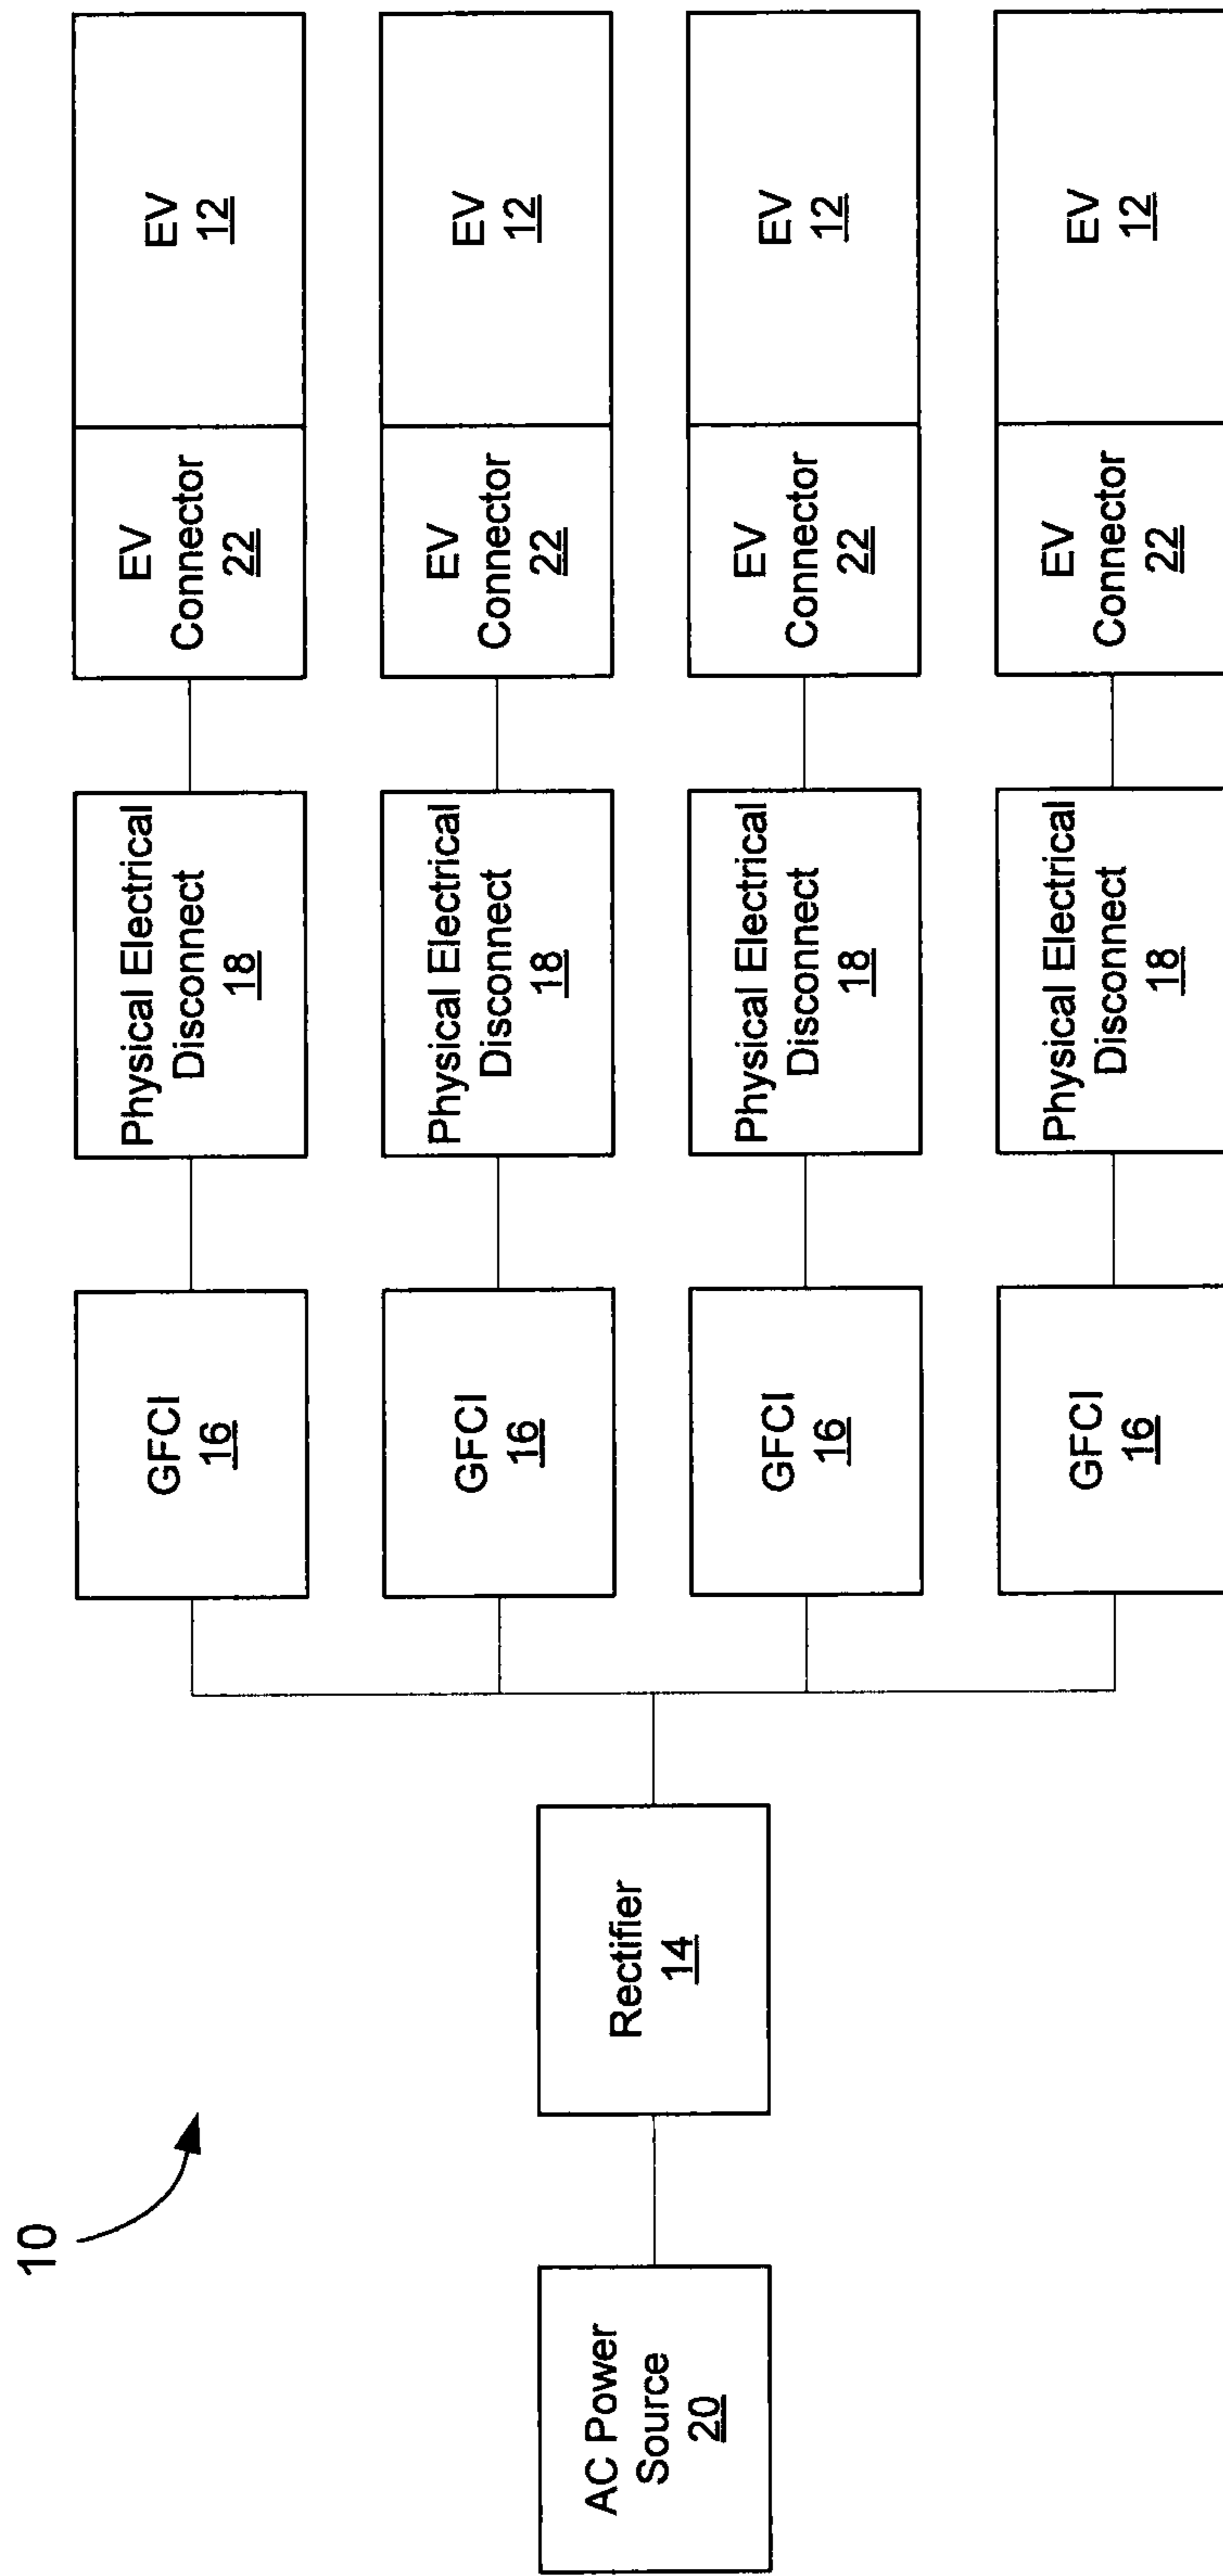 10
AC Power
Source
20
Rectifier
14
GFCI
16
Physical Electrical
Disconnect
18
EV
Connector
22
EV
12
GFCI
16
Physical Electrical
Disconnect
18
EV
Connector
22
EV
12
GFCI
16
Physical Electrical
Disconnect
18
EV
Connector
22
EV
12
GFCI
16
Physical Electrical
Disconnect
18
EV
Connector
22
EV
12